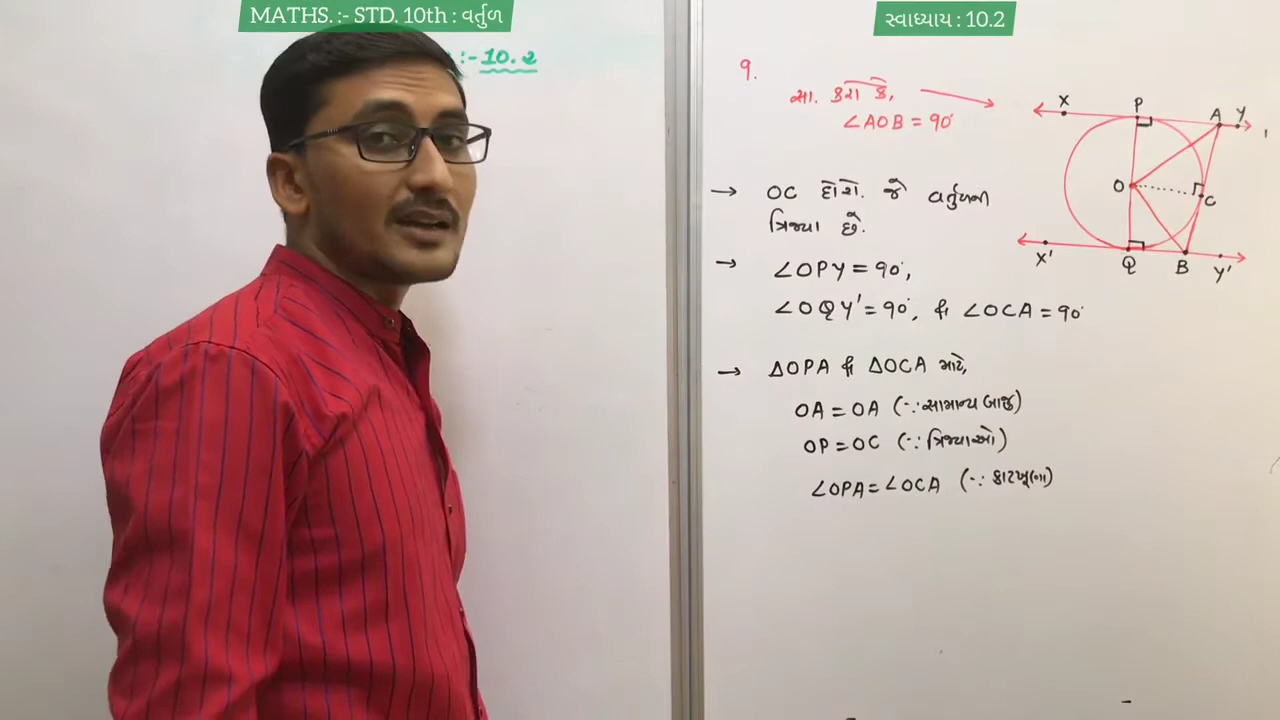 MATHS. :- STD. 10th : વર્તુળ
સ્વાધ્યાય : 10.2
:- 10.2
9.
સા. કરો કે,
∠AOB = 90°
X P A Y
O C
X' Q B Y'
→ OC દોરો. જે વર્તુળની
ત્રિજ્યા છે.
→ ∠OPY = 90°,
∠OQY' = 90°, & ∠OCA = 90°
→ ΔOPA & ΔOCA માટે,
OA = OA (∵ સામાન્ય બાજુ)
OP = OC (∵ ત્રિજ્યાઓ)
∠OPA = ∠OCA (∵ કાટખૂણા)